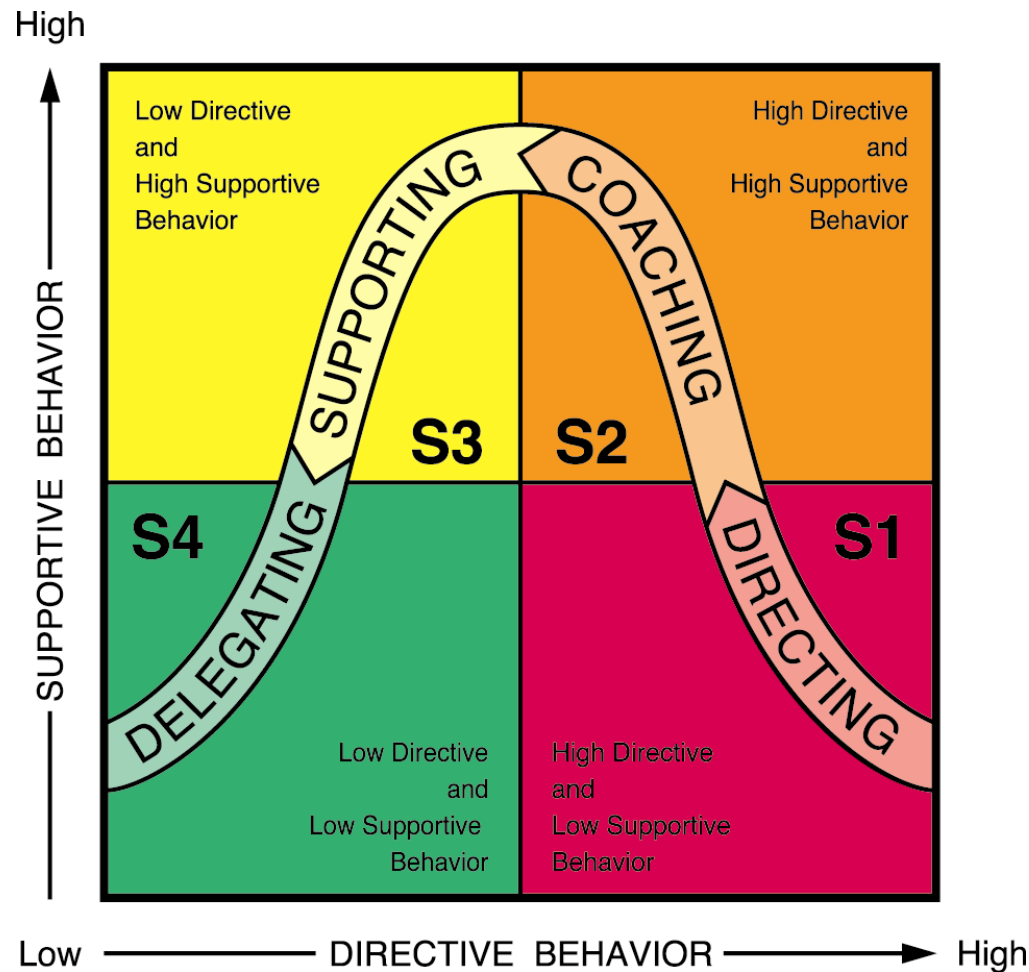 High
Low Directive
and
High Supportive
Behavior
High Directive
and
High Supportive
Behavior
SUPPORTING
COACHING
S3
S2
SUPPORTIVE BEHAVIOR
S4
S1
DELEGATING
DIRECTING
Low Directive
and
Low Supportive
Behavior
High Directive
and
Low Supportive
Behavior
Low
DIRECTIVE BEHAVIOR
High